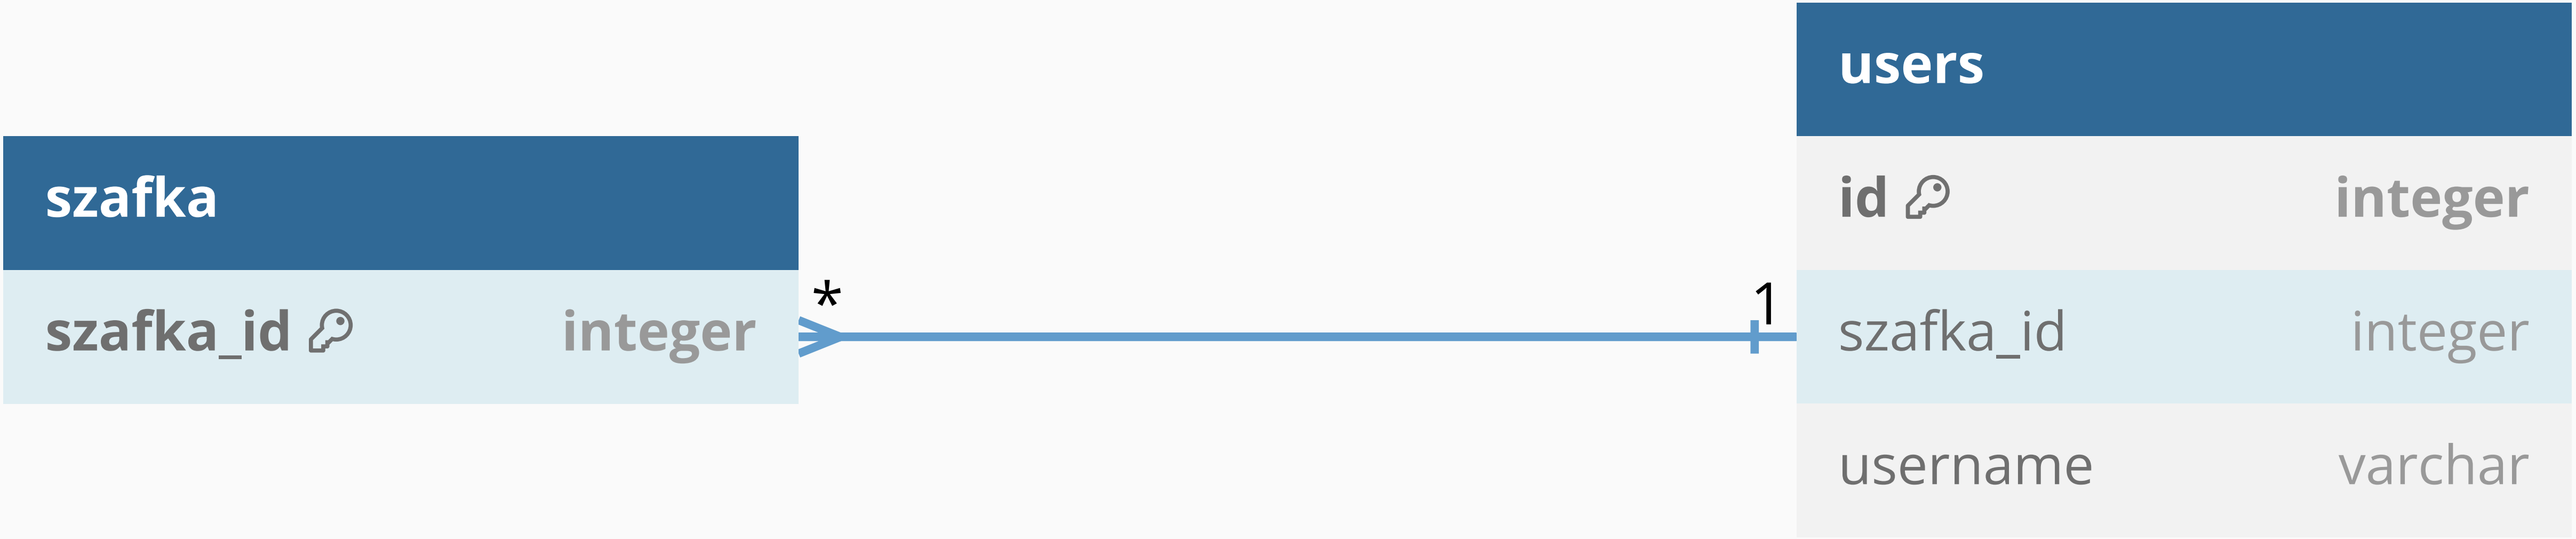 szafka
szafka_id integer
* 1
users
id integer
szafka_id integer
username varchar